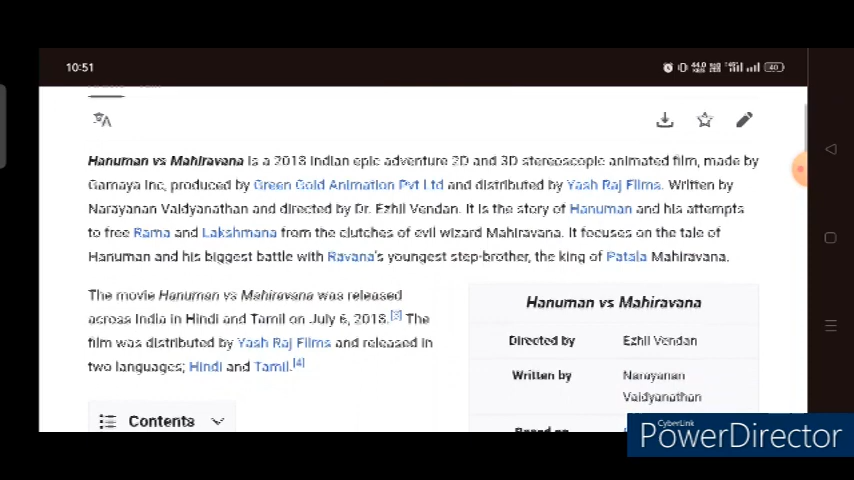 10:51
44.0
40
Hanuman vs Mahiravana is a 2018 Indian epic adventure 2D and 3D stereoscopic animated film, made by
Gamaya Inc, produced by Green Gold Animation Pvt Ltd and distributed by Yash Raj Films. Written by
Narayanan Vaidyanathan and directed by Dr. Ezhil Vendan. It is the story of Hanuman and his attempts
to free Rama and Lakshmana from the clutches of evil wizard Mahiravana. It focuses on the tale of
Hanuman and his biggest battle with Ravana's youngest step-brother, the king of Patala Mahiravana.
The movie Hanuman vs Mahiravana was released
across India in Hindi and Tamil on July 6, 2018.[3] The
film was distributed by Yash Raj Films and released in
two languages; Hindi and Tamil.[4]
Contents
Hanuman vs Mahiravana
Directed by Ezhil Vendan
Written by Narayanan
Vaidyanathan
CyberLink
PowerDirector